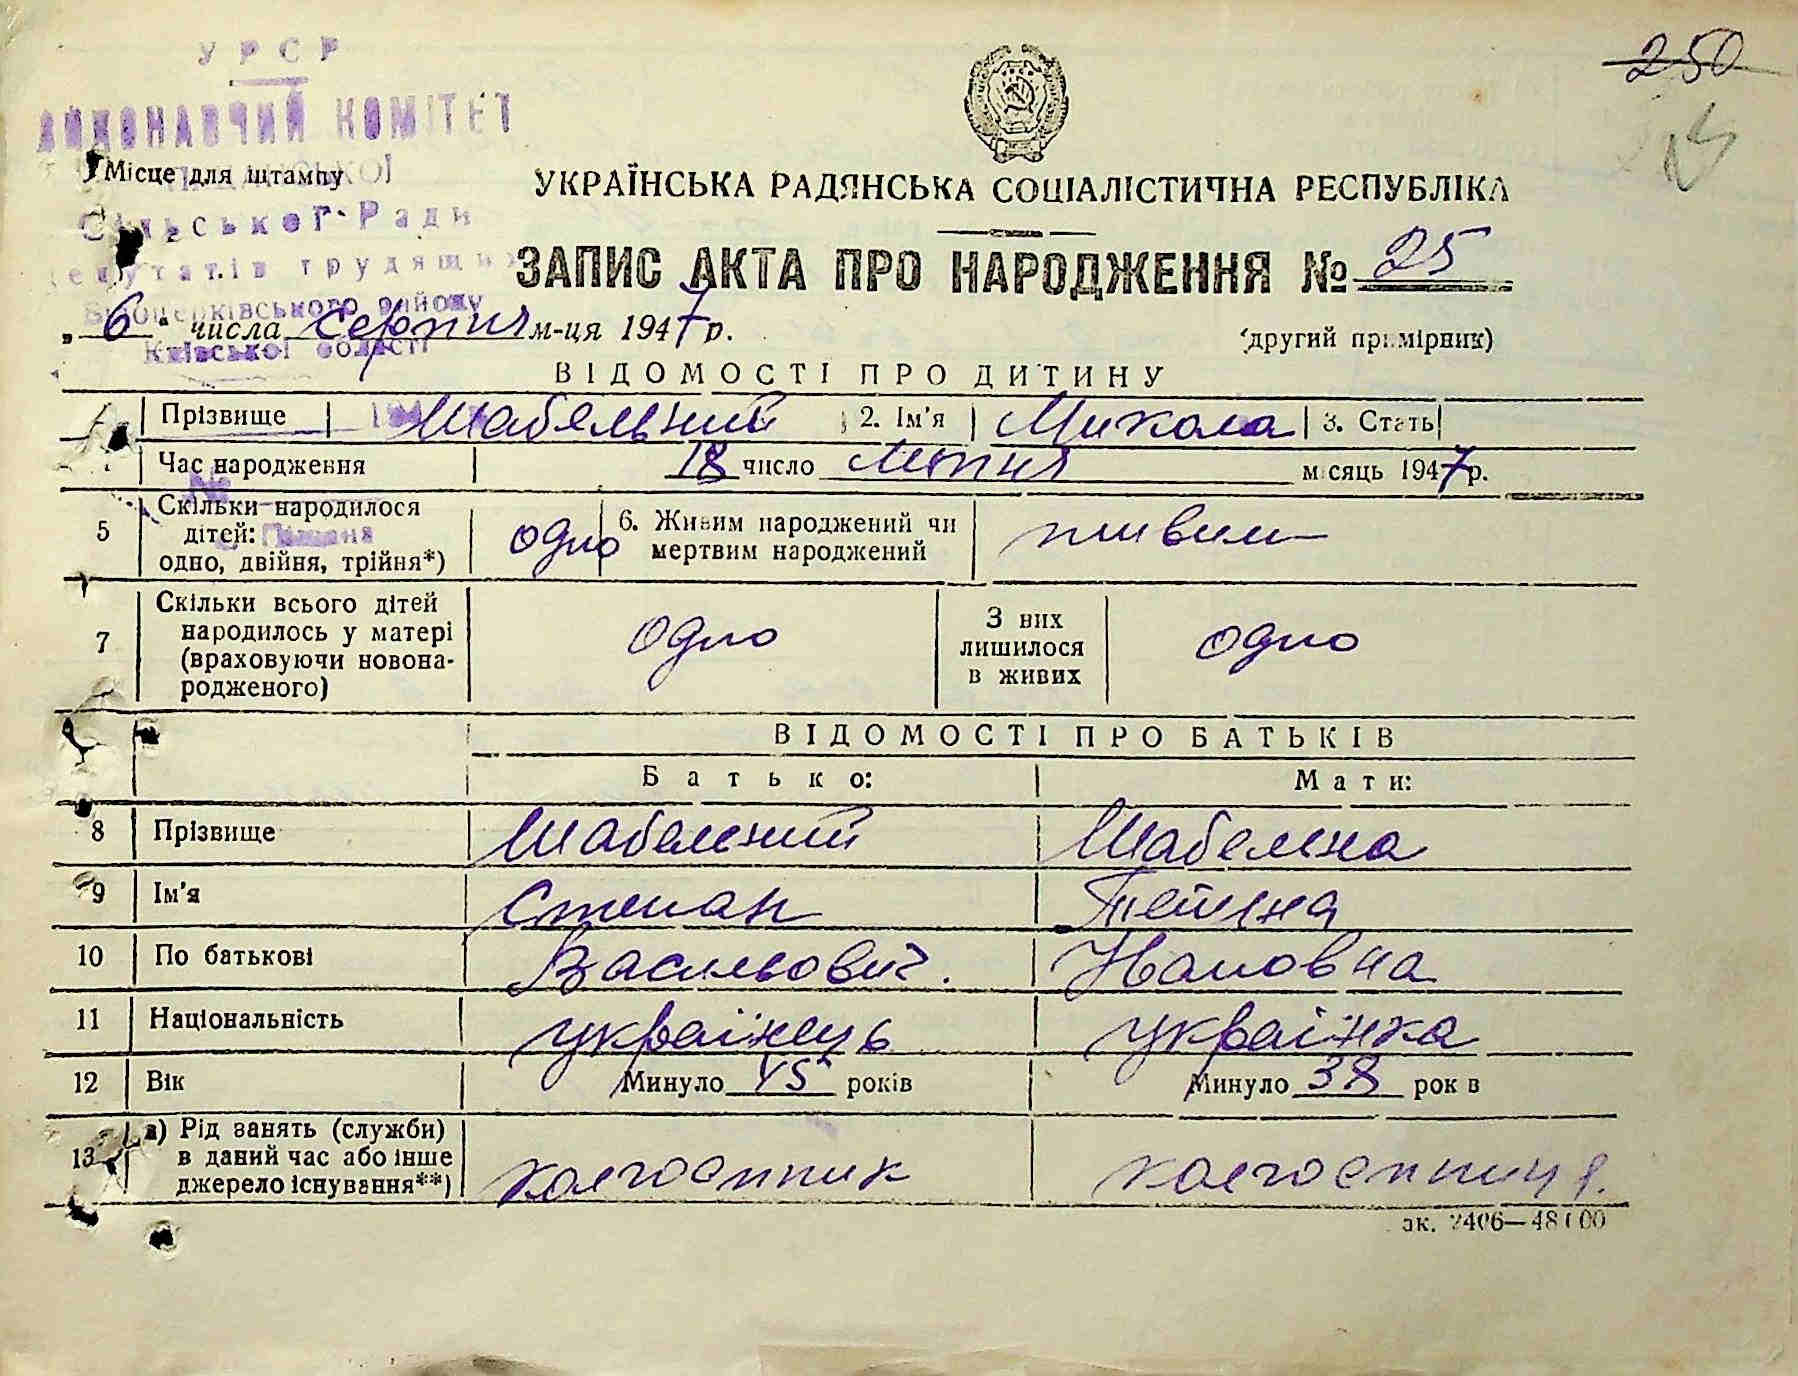 УРСР
ВИКОНАВЧИЙ КОМІТЕТ
Місце для штампу
Сільської Ради
депутатів трудящих
Білоцерківського району
Київської області
250
УКРАЇНСЬКА РАДЯНСЬКА СОЦІАЛІСТИЧНА РЕСПУБЛІКА
ЗАПИС АКТА ПРО НАРОДЖЕННЯ № 25
„6“ числа серпня м-ця 1947 р.
(другий примірник)
ВІДОМОСТІ ПРО ДИТИНУ
Прізвище Шабельний 2. Ім'я Микола 3. Стать
Час народження 18 число Липня місяць 1947 р.
5 Скільки народилося дітей: одно, двійня, трійня*) одно 6. Живим народжений чи мертвим народжений живим
7 Скільки всього дітей народилось у матері (враховуючи новонародженого) одно З них лишилося в живих одно
ВІДОМОСТІ ПРО БАТЬКІВ
Батько: Мати:
8 Прізвище Шабельний Шабельна
9 Ім'я Степан Тетяна
10 По батькові Васильович. Івановна
11 Національність українець українка
12 Вік Минуло 45 років Минуло 38 років
13 а) Рід занять (служби) в даний час або інше джерело існування**) колгоспник колгоспниця.
зак. 2406—48100